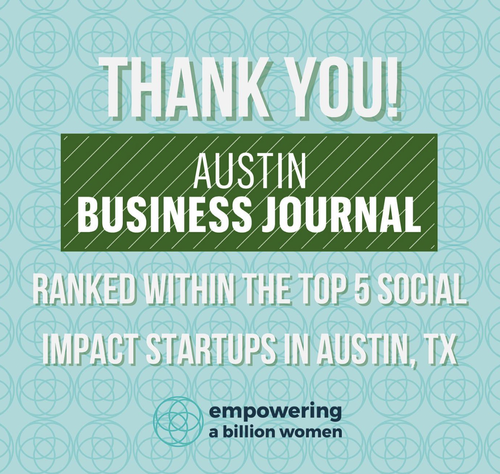 THANK YOU!
AUSTIN
BUSINESS JOURNAL
RANKED WITHIN THE TOP 5 SOCIAL
IMPACT STARTUPS IN AUSTIN, TX
empowering
a billion women